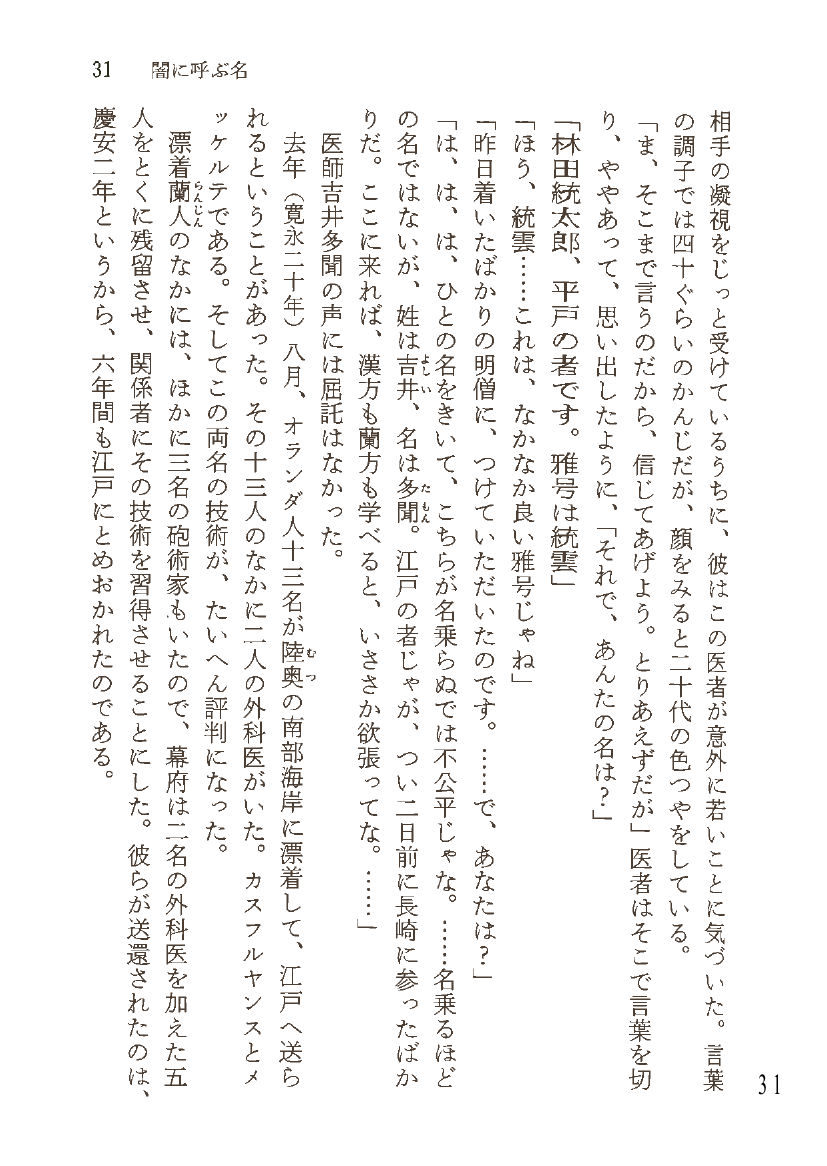 31　闇に呼ぶ名
相手の凝視をじっと受けているうちに、彼はこの医者が意外に若いことに気づいた。言葉
の調子では四十ぐらいのかんじだが、顔をみると二十代の色つやをしている。
「ま、そこまで言うのだから、信じてあげよう。とりあえずだが」医者はそこで言葉を切
り、ややあって、思い出したように、「それで、あんたの名は？」
「林田統太郎、平戸の者です。雅号は統雲」
「ほう、統雲……これは、なかなか良い雅号じゃね」
「昨日着いたばかりの明僧に、つけていただいたのです。……で、あなたは？」
「は、は、は、ひとの名をきいて、こちらが名乗らぬでは不公平じゃな。……名乗るほど
の名ではないが、姓は吉井、名は多聞。江戸の者じゃが、つい二日前に長崎に参ったばか
りだ。ここに来れば、漢方も蘭方も学べると、いささか欲張ってな。……」
医師吉井多聞の声には屈託はなかった。
去年（寛永二十年）八月、オランダ人十三名が陸奥の南部海岸に漂着して、江戸へ送ら
れるということがあった。その十三人のなかに二人の外科医がいた。カスフルヤンスとメ
ッケルテである。そしてこの両名の技術が、たいへん評判になった。
漂着蘭人のなかには、ほかに三名の砲術家もいたので、幕府は二名の外科医を加えた五
人をとくに残留させ、関係者にその技術を習得させることにした。彼らが送還されたのは、
慶安二年というから、六年間も江戸にとめおかれたのである。
31